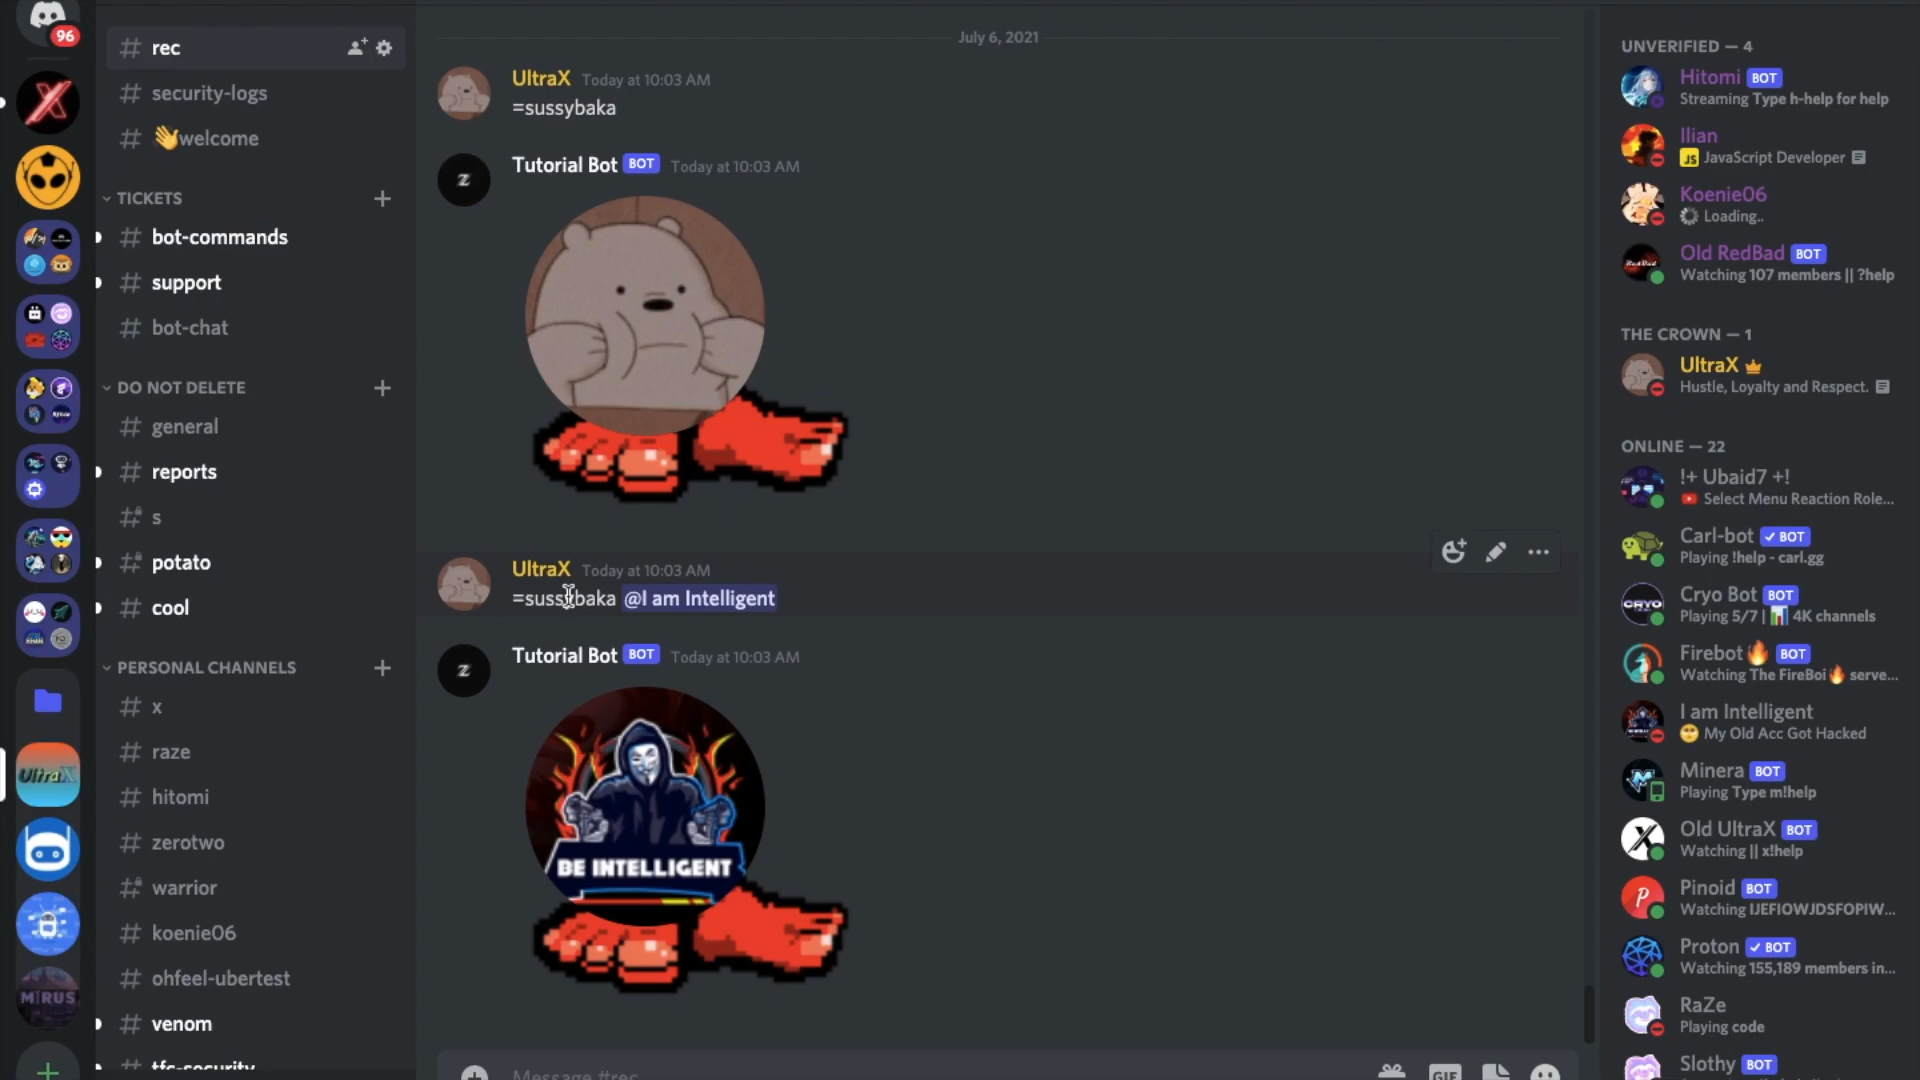 96
rec
security-logs
👋welcome
TICKETS
bot-commands
support
bot-chat
DO NOT DELETE
general
reports
s
potato
cool
PERSONAL CHANNELS
x
raze
hitomi
zerotwo
warrior
koenie06
ohfeel-ubertest
venom
tfs-security
UltraX
MIRUS
July 6, 2021
UltraX Today at 10:03 AM
=sussybaka
z
Tutorial Bot BOT Today at 10:03 AM
UltraX Today at 10:03 AM
=sussybaka @I am Intelligent
z
Tutorial Bot BOT Today at 10:03 AM
BE INTELLIGENT
Message #rec
GIF
UNVERIFIED — 4
Hitomi BOT
Streaming Type h-help for help
Ilian
JS JavaScript Developer
Koenie06
Loading..
Old RedBad BOT
Watching 107 members || ?help
THE CROWN — 1
UltraX
Hustle, Loyalty and Respect.
ONLINE — 22
!+ Ubaid7 +!
Select Menu Reaction Role...
Carl-bot ✓ BOT
Playing !help - carl.gg
Cryo Bot BOT
CRYO
Playing 5/7 | 📊 4K channels
Firebot🔥 BOT
Watching The FireBoi🔥 serve...
I am Intelligent
My Old Acc Got Hacked
Minera BOT
Playing Type m!help
Old UltraX BOT
Watching || x!help
Pinoid BOT
Watching IJEFIOWJDSFOPIW...
Proton ✓ BOT
Watching 155,189 members in...
RaZe
Playing code
Slothy BOT